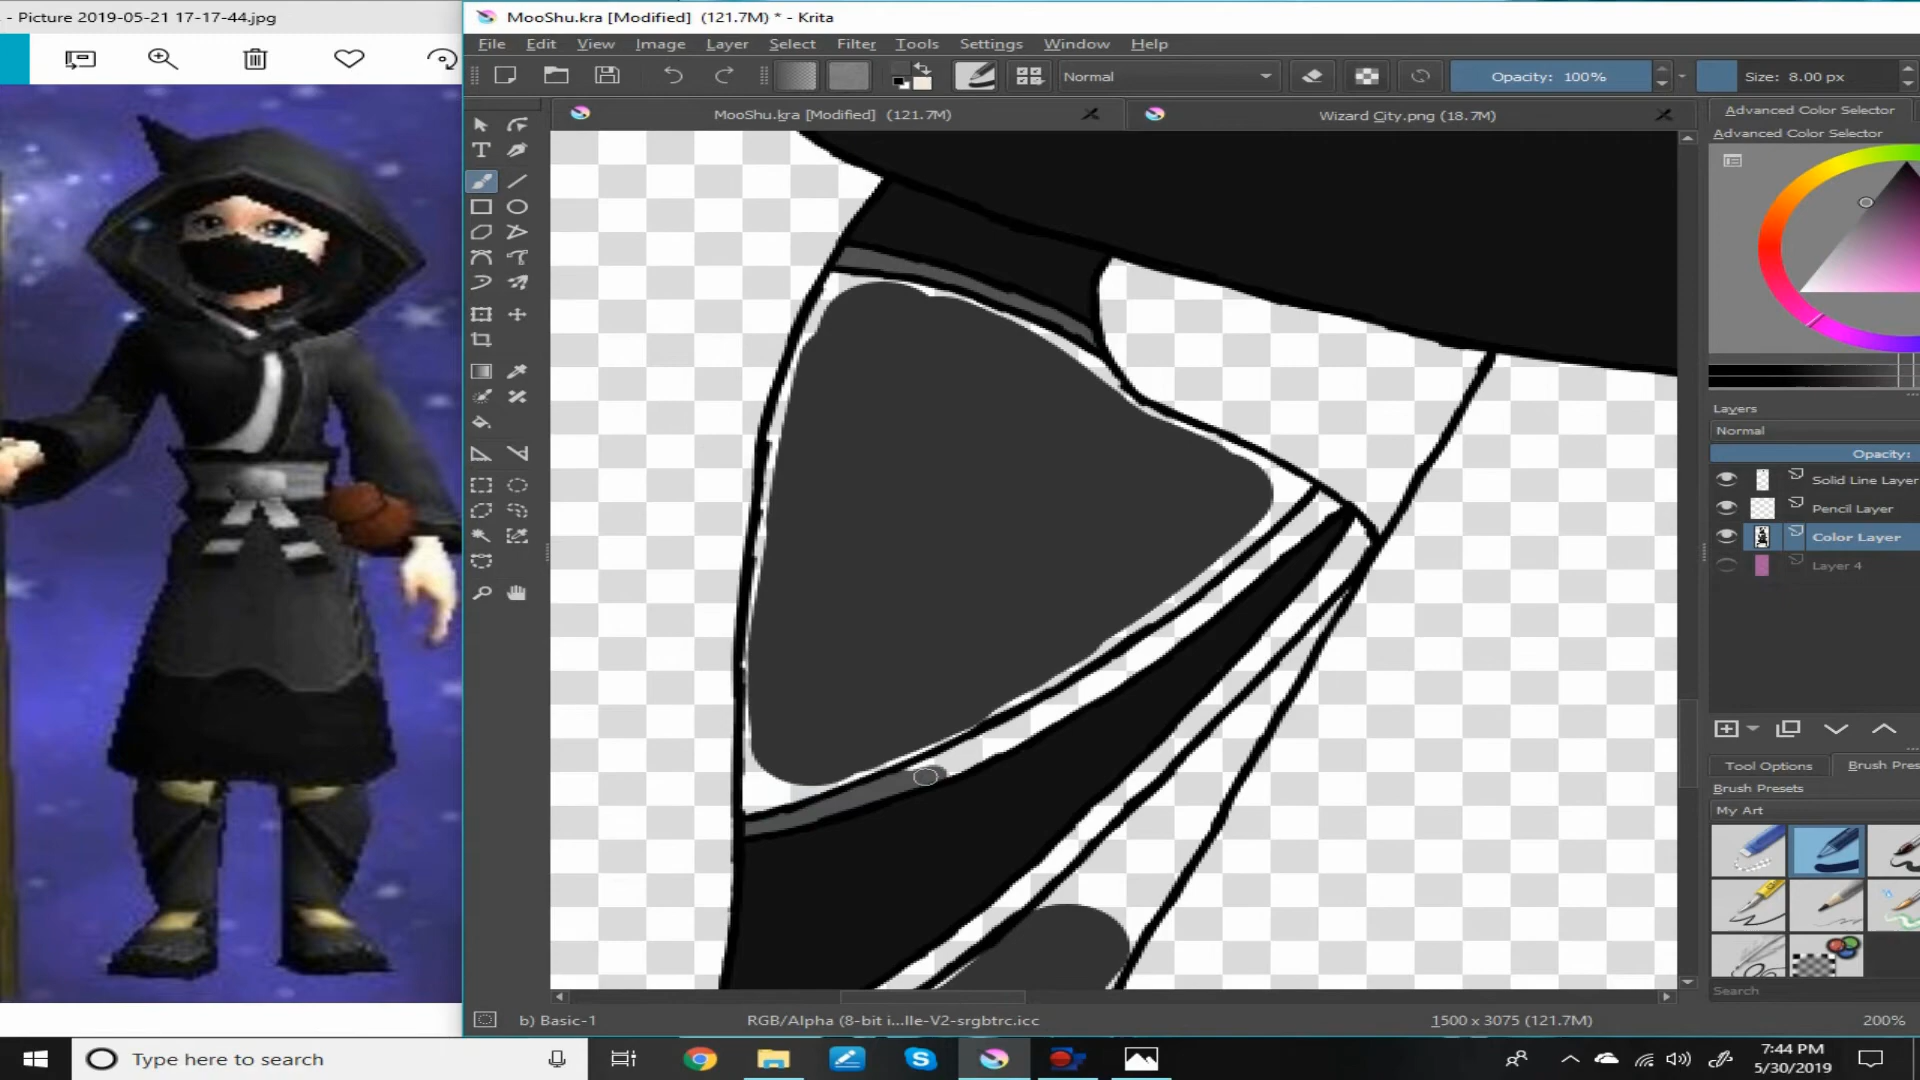 - Picture 2019-05-21 17-17-44.jpg
MooShu.kra [Modified] (121.7M) * - Krita
File Edit View Image Layer Select Filter Tools Settings Window Help
Normal
Opacity: 100%
Size: 8.00 px
MooShu.kra [Modified] (121.7M)
Wizard City.png (18.7M)
Advanced Color Selector
Advanced Color Selector
Layers
Normal
Opacity:
Solid Line Layer
Pencil Layer
Color Layer
Layer 4
Tool Options
Brush Pres
Brush Presets
My Art
Search
b) Basic-1
RGB/Alpha (8-bit i...lle-V2-srgbtrc.icc
1500 x 3075 (121.7M)
200%
Type here to search
7:44 PM
5/30/2019